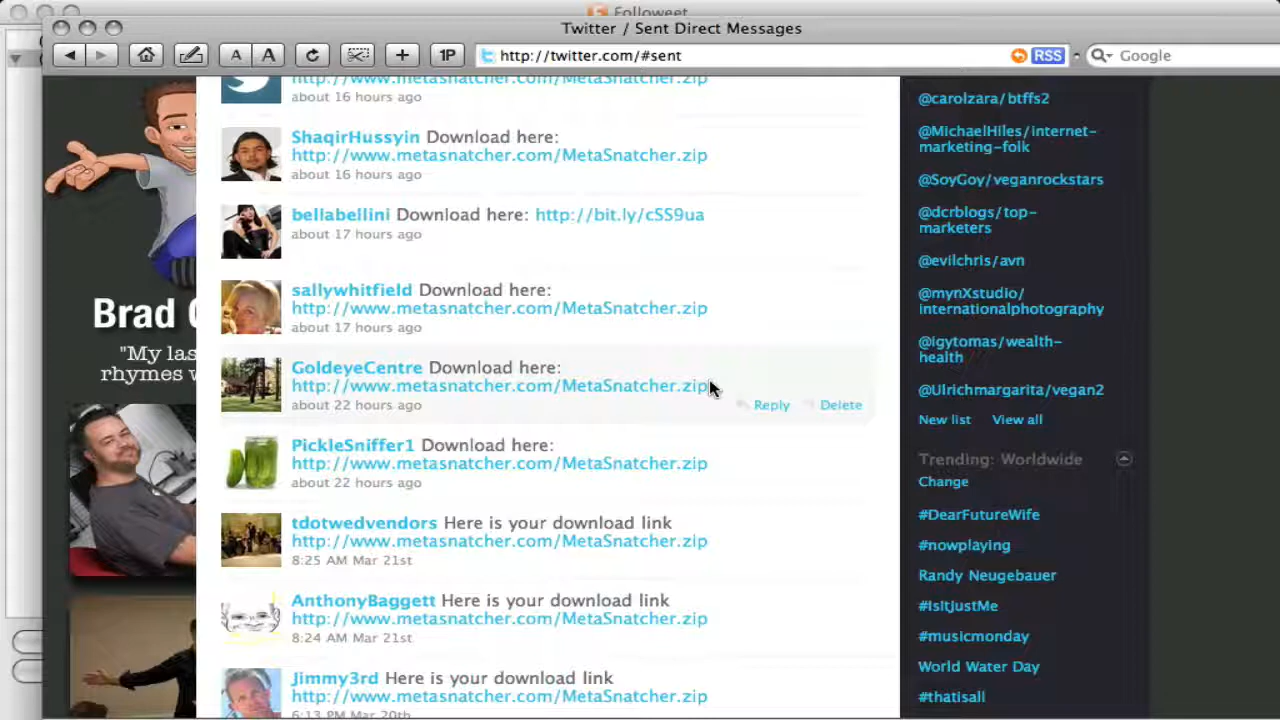 Followeet
Twitter / Sent Direct Messages
A A + 1P http://twitter.com/#sent RSS Google
http://www.metasnatcher.com/MetaSnatcher.zip
about 16 hours ago
ShaqirHussyin Download here:
http://www.metasnatcher.com/MetaSnatcher.zip
about 16 hours ago
bellabellini Download here: http://bit.ly/cSS9ua
about 17 hours ago
sallywhitfield Download here:
http://www.metasnatcher.com/MetaSnatcher.zip
about 17 hours ago
GoldeyeCentre Download here:
http://www.metasnatcher.com/MetaSnatcher.zip
about 22 hours ago Reply Delete
PickleSniffer1 Download here:
http://www.metasnatcher.com/MetaSnatcher.zip
about 22 hours ago
tdotwedvendors Here is your download link
http://www.metasnatcher.com/MetaSnatcher.zip
8:25 AM Mar 21st
AnthonyBaggett Here is your download link
http://www.metasnatcher.com/MetaSnatcher.zip
8:24 AM Mar 21st
Jimmy3rd Here is your download link
http://www.metasnatcher.com/MetaSnatcher.zip
6:13 PM Mar 20th
Brad
"My las
rhymes
@carolzara/btffs2
@MichaelHiles/internet-
marketing-folk
@SoyGoy/veganrockstars
@dcrblogs/top-
marketers
@evilchris/avn
@mynXstudio/
internationalphotography
@igytomas/wealth-
health
@Ulrichmargarita/vegan2
New list View all
Trending: Worldwide
Change
#DearFutureWife
#nowplaying
Randy Neugebauer
#IsItJustMe
#musicmonday
World Water Day
#thatisall